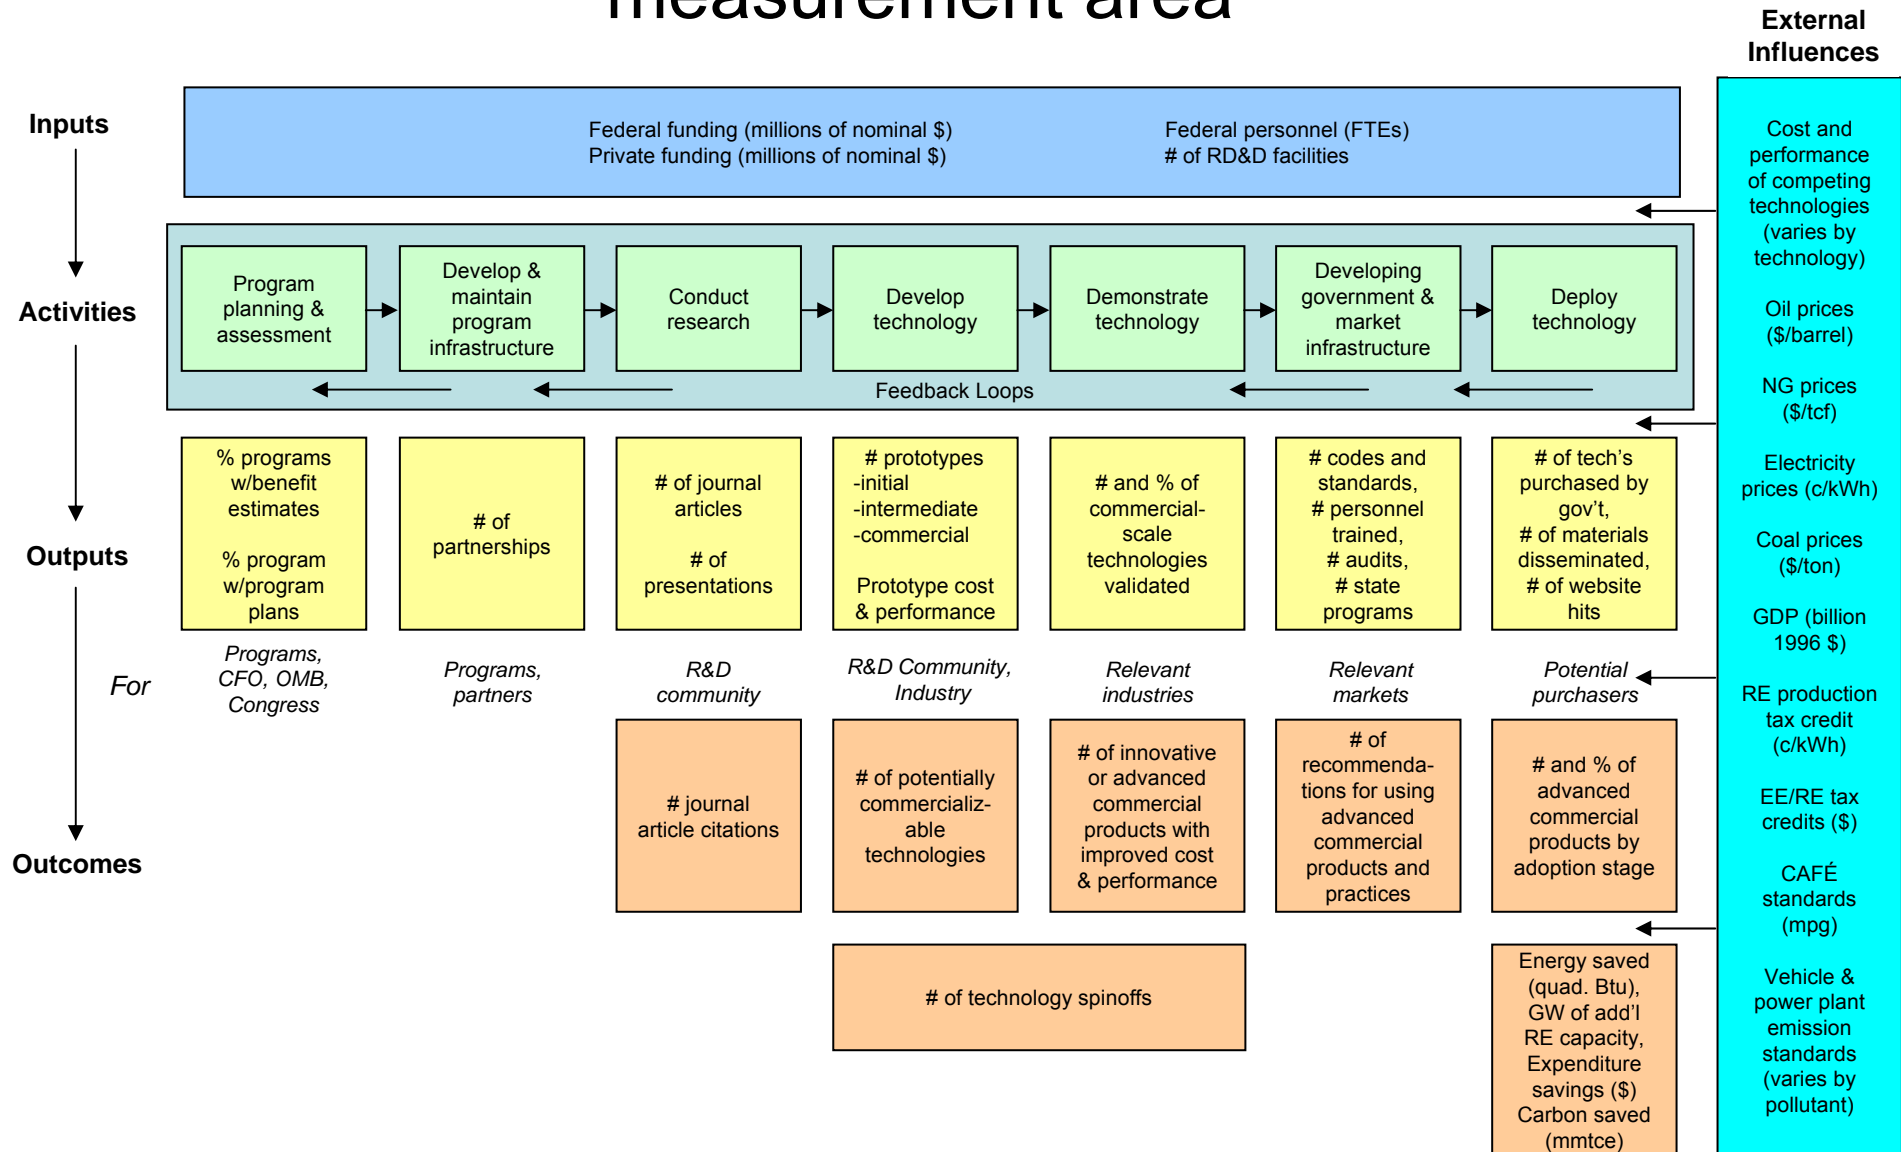 measurement area
External
Influences
Inputs
Federal funding (millions of nominal $)
Private funding (millions of nominal $)
Federal personnel (FTEs)
# of RD&D facilities
Activities
Program
planning &
assessment
Develop &
maintain
program
infrastructure
Conduct
research
Develop
technology
Demonstrate
technology
Developing
government &
market
infrastructure
Deploy
technology
Feedback Loops
Outputs
% programs
w/benefit
estimates
% program
w/program
plans
# of
partnerships
# of journal
articles
# of
presentations
# prototypes
-initial
-intermediate
-commercial
Prototype cost
& performance
# and % of
commercial-
scale
technologies
validated
# codes and
standards,
# personnel
trained,
# audits,
# state
programs
# of tech's
purchased by
gov't,
# of materials
disseminated,
# of website
hits
For
Programs,
CFO, OMB,
Congress
Programs,
partners
R&D
community
R&D Community,
Industry
Relevant
industries
Relevant
markets
Potential
purchasers
Outcomes
# journal
article citations
# of potentially
commercializ-
able
technologies
# of innovative
or advanced
commercial
products with
improved cost
& performance
# of
recommenda-
tions for using
advanced
commercial
products and
practices
# and % of
advanced
commercial
products by
adoption stage
# of technology spinoffs
Energy saved
(quad. Btu),
GW of add'l
RE capacity,
Expenditure
savings ($)
Carbon saved
(mmtce)
Cost and
performance
of competing
technologies
(varies by
technology)
Oil prices
($/barrel)
NG prices
($/tcf)
Electricity
prices (c/kWh)
Coal prices
($/ton)
GDP (billion
1996 $)
RE production
tax credit
(c/kWh)
EE/RE tax
credits ($)
CAFÉ
standards
(mpg)
Vehicle &
power plant
emission
standards
(varies by
pollutant)